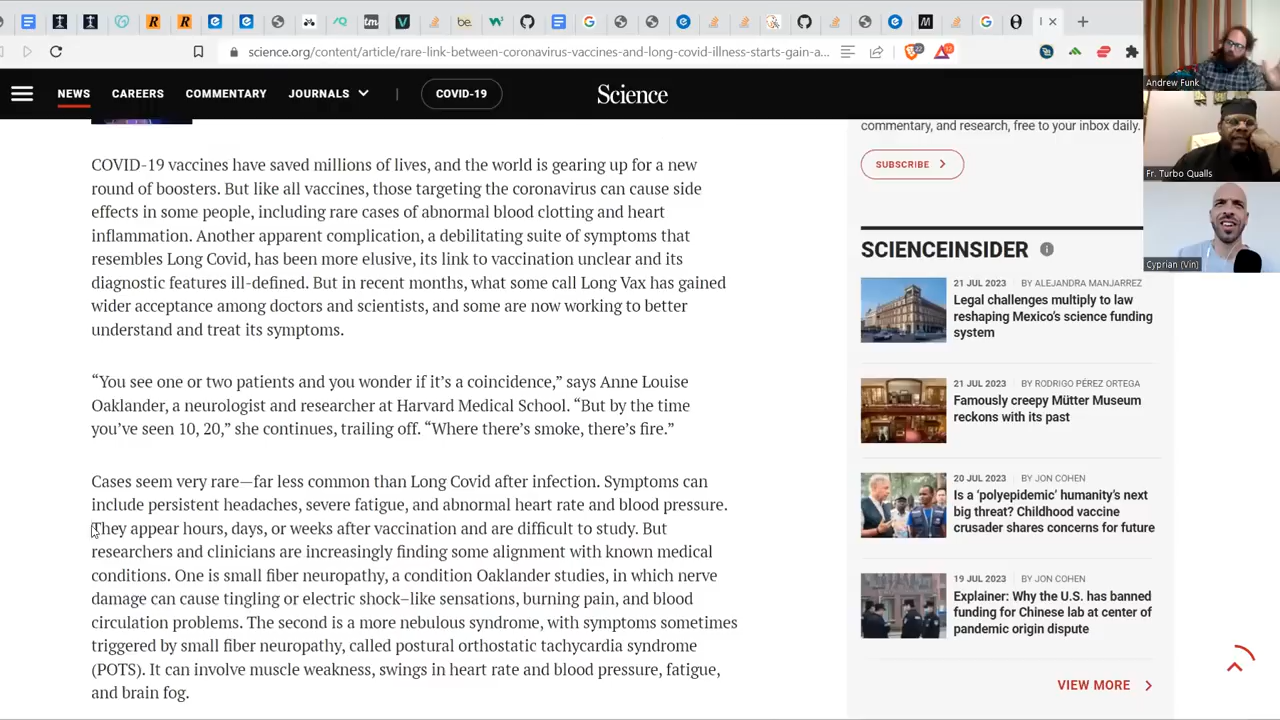 science.org/content/article/rare-link-between-coronavirus-vaccines-and-long-covid-illness-starts-gain-a...
NEWS
CAREERS
COMMENTARY
JOURNALS
COVID-19
Science
COVID-19 vaccines have saved millions of lives, and the world is gearing up for a new
round of boosters. But like all vaccines, those targeting the coronavirus can cause side
effects in some people, including rare cases of abnormal blood clotting and heart
inflammation. Another apparent complication, a debilitating suite of symptoms that
resembles Long Covid, has been more elusive, its link to vaccination unclear and its
diagnostic features ill-defined. But in recent months, what some call Long Vax has gained
wider acceptance among doctors and scientists, and some are now working to better
understand and treat its symptoms.
“You see one or two patients and you wonder if it’s a coincidence,” says Anne Louise
Oaklander, a neurologist and researcher at Harvard Medical School. “But by the time
you’ve seen 10, 20,” she continues, trailing off. “Where there’s smoke, there’s fire.”
Cases seem very rare—far less common than Long Covid after infection. Symptoms can
include persistent headaches, severe fatigue, and abnormal heart rate and blood pressure.
They appear hours, days, or weeks after vaccination and are difficult to study. But
researchers and clinicians are increasingly finding some alignment with known medical
conditions. One is small fiber neuropathy, a condition Oaklander studies, in which nerve
damage can cause tingling or electric shock–like sensations, burning pain, and blood
circulation problems. The second is a more nebulous syndrome, with symptoms sometimes
triggered by small fiber neuropathy, called postural orthostatic tachycardia syndrome
(POTS). It can involve muscle weakness, swings in heart rate and blood pressure, fatigue,
and brain fog.
commentary, and research, free to your inbox daily.
SUBSCRIBE
SCIENCEINSIDER
21 JUL 2023 BY ALEJANDRA MANJARREZ
Legal challenges multiply to law
reshaping Mexico’s science funding
system
21 JUL 2023 BY RODRIGO PÉREZ ORTEGA
Famously creepy Mütter Museum
reckons with its past
20 JUL 2023 BY JON COHEN
Is a ‘polyepidemic’ humanity’s next
big threat? Childhood vaccine
crusader shares concerns for future
19 JUL 2023 BY JON COHEN
Explainer: Why the U.S. has banned
funding for Chinese lab at center of
pandemic origin dispute
VIEW MORE
Andrew Funk
Fr. Turbo Qualls
Cyprian (Vin)